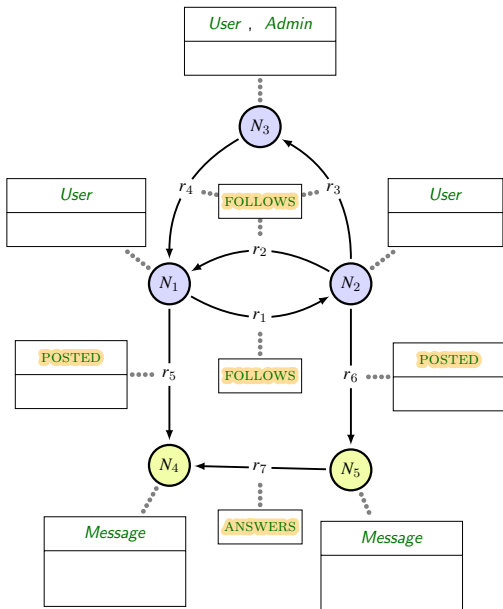 User , Admin
N3
r4
FOLLOWS
r3
User
User
r2
N1
N2
r1
POSTED
r5
FOLLOWS
r6
POSTED
N4
r7
N5
Message
ANSWERS
Message